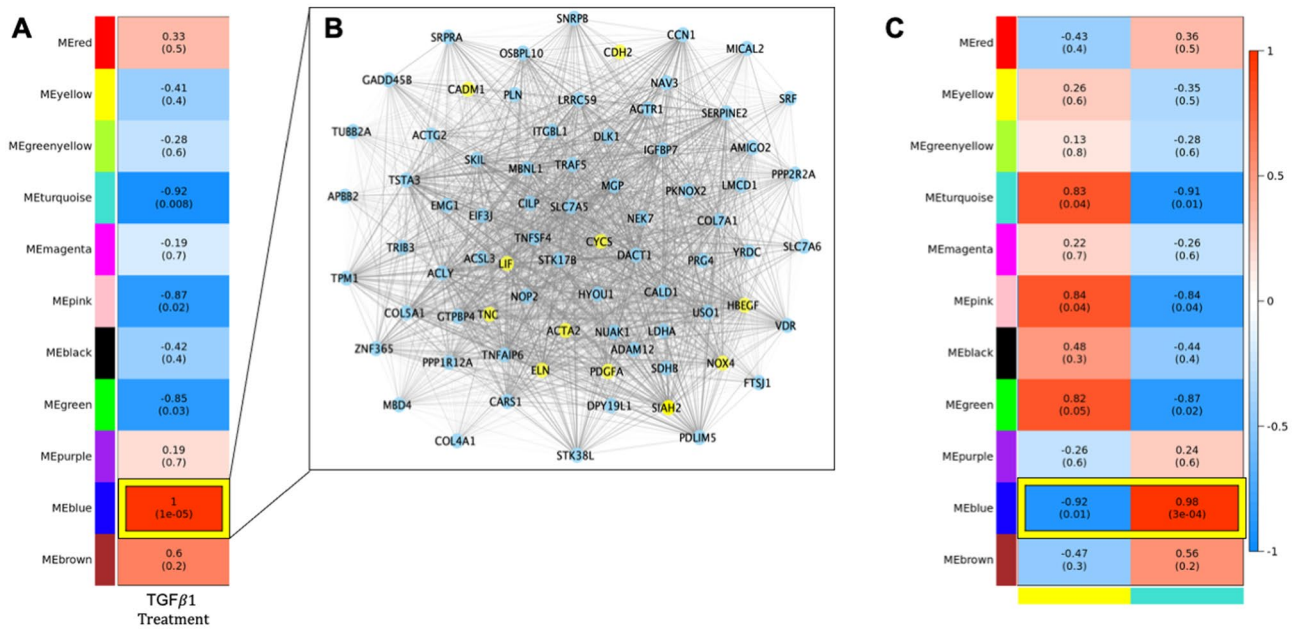 A
MEred
0.33
(0.5)
MEyellow
-0.41
(0.4)
MEgreenyellow
-0.28
(0.6)
MEturquoise
-0.92
(0.008)
MEmagenta
-0.19
(0.7)
MEpink
-0.87
(0.02)
MEblack
-0.42
(0.4)
MEgreen
-0.85
(0.03)
MEpurple
0.19
(0.7)
MEblue
1
(1e-05)
MEbrown
0.6
(0.2)
TGFβ1
Treatment
B
SNRPB
SRPRA
CCN1
OSBPL10
CDH2
MICAL2
GADD45B
CADM1
PLN
LRRC59
NAV3
SRF
AGTR1
SERPINE2
TUBB2A
ACTG2
ITGBL1
DLK1
AMIGO2
SKIL
MBNL1
TRAF5
IGFBP7
PPP2R2A
TSTA3
MGP
PKNOX2
LMCD1
APBB2
EMG1
EIF3J
CILP
SLC7A5
NEK7
COL7A1
TNFSF4
CYCS
TRIB3
ACSL3
LIF
STK17B
DACT1
PRG4
YRDC
SLC7A6
TPM1
ACLY
NOP2
HYOU1
CALD1
HBEGF
COL5A1
GTPBP4
TNC
USO1
VDR
ACTA2
NUAK1
LDHA
ZNF365
PPP1R12A
TNFAIP6
ADAM12
ELN
PDGFA
SDHB
NOX4
FTSJ1
MBD4
CARS1
DPY19L1
SIAH2
COL4A1
STK38L
PDLIM5
C
MEred
-0.43
(0.4)
0.36
(0.5)
MEyellow
0.26
(0.6)
-0.35
(0.5)
MEgreenyellow
0.13
(0.8)
-0.28
(0.6)
MEturquoise
0.83
(0.04)
-0.91
(0.01)
MEmagenta
0.22
(0.7)
-0.26
(0.6)
MEpink
0.84
(0.04)
-0.84
(0.04)
MEblack
0.48
(0.3)
-0.44
(0.4)
MEgreen
0.82
(0.05)
-0.87
(0.02)
MEpurple
-0.26
(0.6)
0.24
(0.6)
MEblue
-0.92
(0.01)
0.98
(3e-04)
MEbrown
-0.47
(0.3)
0.56
(0.2)
1
0.5
0
-0.5
-1